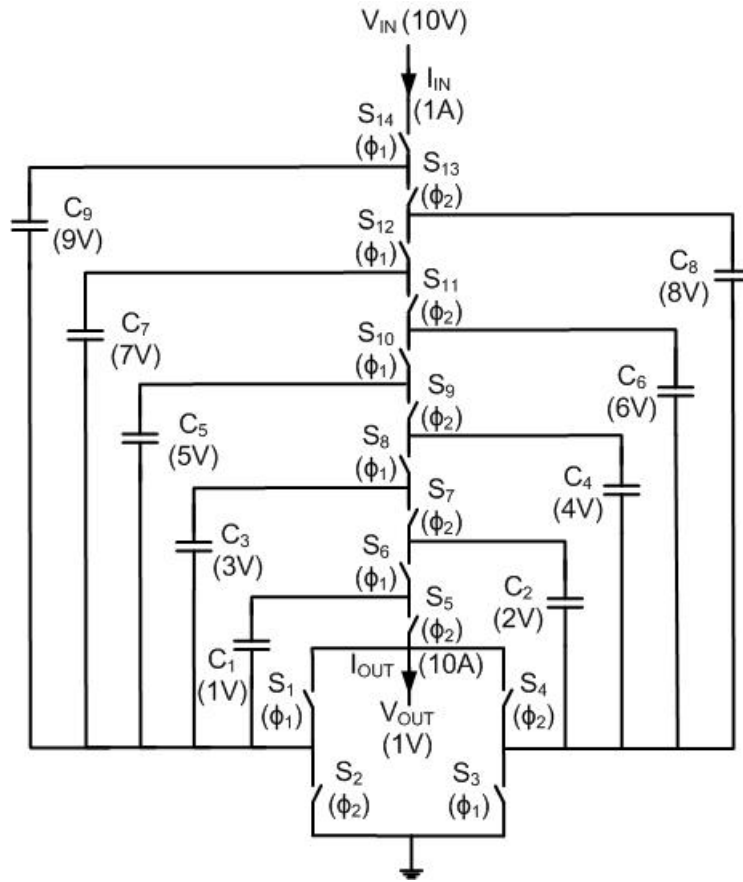 V_IN (10V)
I_IN
(1A)
S_14
(ϕ_1)
S_13
(ϕ_2)
C_9
(9V)
S_12
(ϕ_1)
C_8
(8V)
S_11
(ϕ_2)
C_7
(7V)
S_10
(ϕ_1)
C_6
(6V)
S_9
(ϕ_2)
C_5
(5V)
S_8
(ϕ_1)
C_4
(4V)
S_7
(ϕ_2)
C_3
(3V)
S_6
(ϕ_1)
C_2
(2V)
S_5
(ϕ_2)
C_1
(1V)
I_OUT (10A)
S_1
(ϕ_1)
S_4
(ϕ_2)
V_OUT
(1V)
S_2
(ϕ_2)
S_3
(ϕ_1)